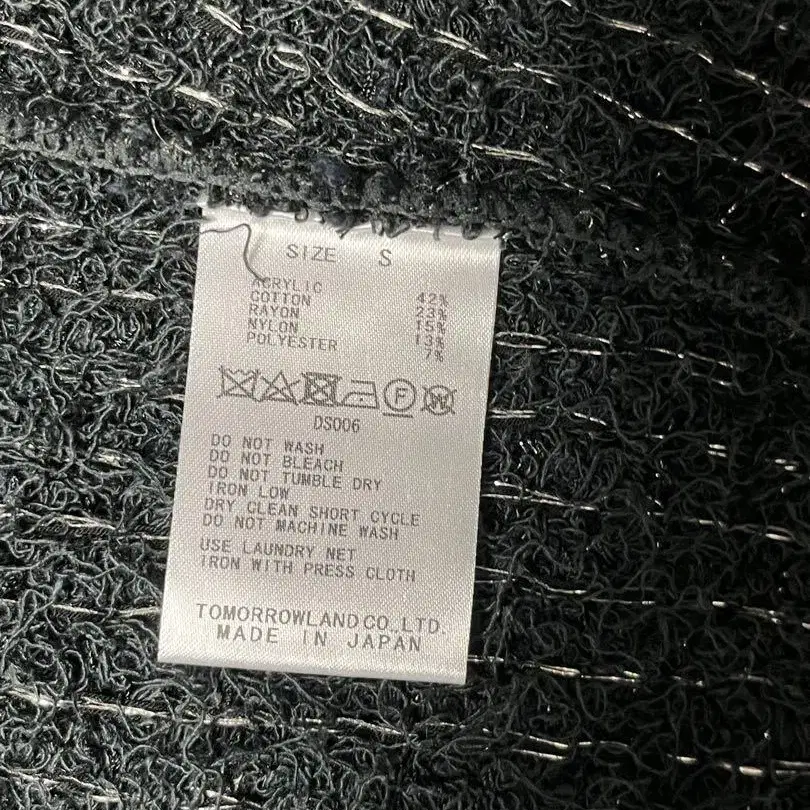 SIZE S
ACRYLIC 42%
COTTON 23%
RAYON 15%
NYLON 13%
POLYESTER 7%
F W
DS006
DO NOT WASH
DO NOT BLEACH
DO NOT TUMBLE DRY
IRON LOW
DRY CLEAN SHORT CYCLE
DO NOT MACHINE WASH
USE LAUNDRY NET
IRON WITH PRESS CLOTH
TOMORROWLAND CO.,LTD.
MADE IN JAPAN